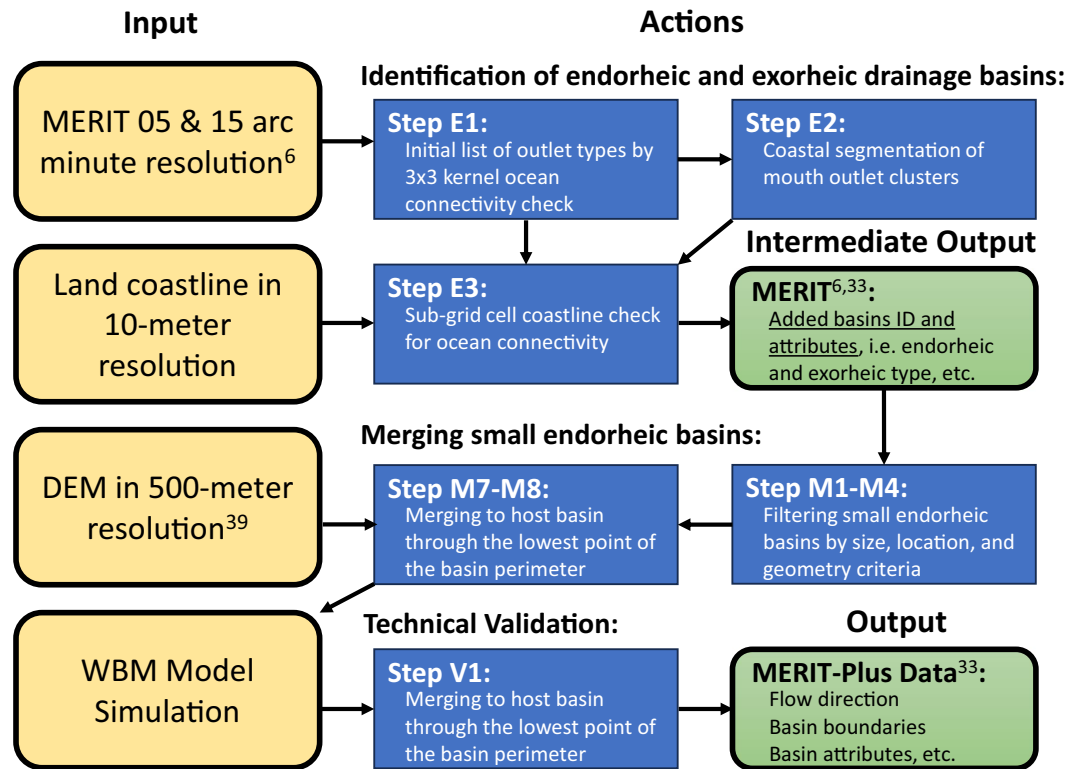 Input
Actions
Identification of endorheic and exorheic drainage basins:
MERIT 05 & 15 arc
minute resolution⁶
Step E1:
Initial list of outlet types by
3x3 kernel ocean
connectivity check
Step E2:
Coastal segmentation of
mouth outlet clusters
Land coastline in
10-meter
resolution
Step E3:
Sub-grid cell coastline check
for ocean connectivity
Intermediate Output
MERIT⁶,³³:
Added basins ID and
attributes, i.e. endorheic
and exorheic type, etc.
Merging small endorheic basins:
DEM in 500-meter
resolution³⁹
Step M7-M8:
Merging to host basin
through the lowest point of
the basin perimeter
Step M1-M4:
Filtering small endorheic
basins by size, location, and
geometry criteria
WBM Model
Simulation
Technical Validation:
Step V1:
Merging to host basin
through the lowest point of
the basin perimeter
Output
MERIT-Plus Data³³:
Flow direction
Basin boundaries
Basin attributes, etc.